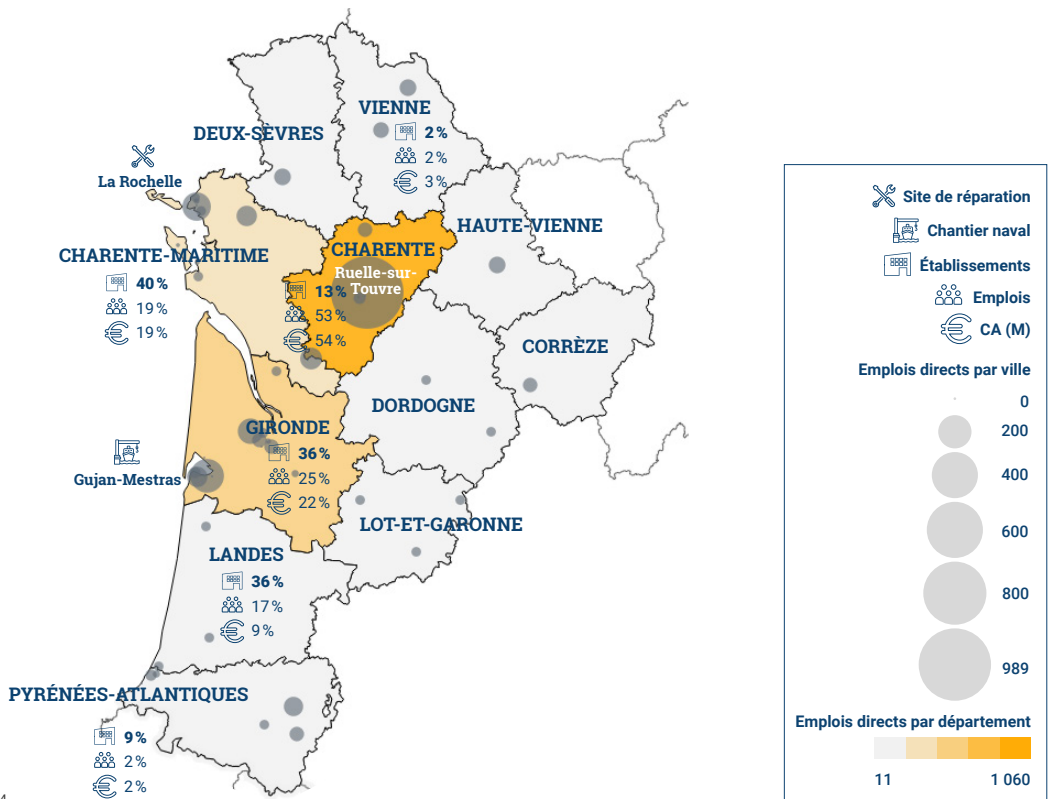 VIENNE
2%
2%
3%
DEUX-SÈVRES
La Rochelle
HAUTE-VIENNE
CHARENTE-MARITIME
40%
19%
19%
CHARENTE
Ruelle-sur-
Touvre
13%
53%
54%
CORRÈZE
DORDOGNE
GIRONDE
36%
25%
22%
Gujan-Mestras
LOT-ET-GARONNE
LANDES
36%
17%
9%
PYRÉNÉES-ATLANTIQUES
9%
2%
2%
Site de réparation
Chantier naval
Établissements
Emplois
CA (M)
Emplois directs par ville
0
200
400
600
800
989
Emplois directs par département
11 1 060